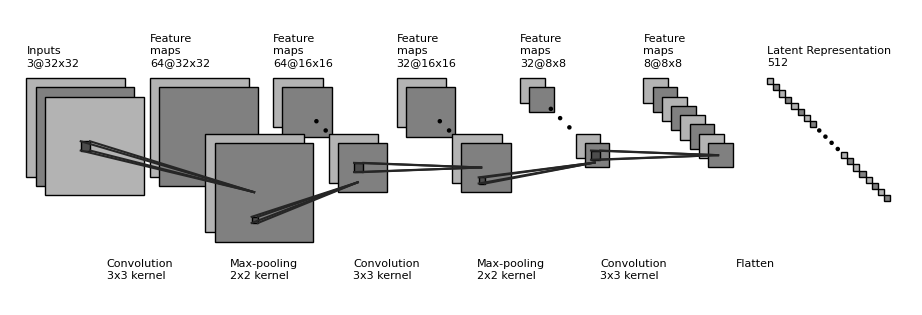 Inputs
3@32x32
Feature
maps
64@32x32
Feature
maps
64@16x16
Feature
maps
32@16x16
Feature
maps
32@8x8
Feature
maps
8@8x8
Latent Representation
512
Convolution
3x3 kernel
Max-pooling
2x2 kernel
Convolution
3x3 kernel
Max-pooling
2x2 kernel
Convolution
3x3 kernel
Flatten